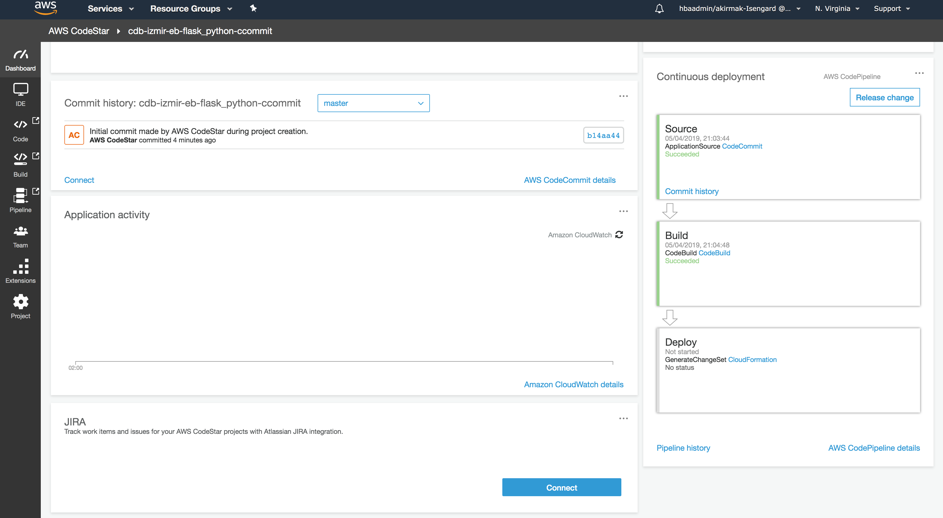 aws
Services
Resource Groups
hbaadmin/akirmak-Isengard @...
N. Virginia
Support
AWS CodeStar
cdb-izmir-eb-flask_python-ccommit
Dashboard
IDE
Code
Build
Pipeline
Team
Extensions
Project
Commit history: cdb-izmir-eb-flask_python-ccommit
master
AC
Initial commit made by AWS CodeStar during project creation.
AWS CodeStar committed 4 minutes ago
b14aa44
Connect
AWS CodeCommit details
Application activity
Amazon CloudWatch
02:00
Amazon CloudWatch details
JIRA
Track work items and issues for your AWS CodeStar projects with Atlassian JIRA integration.
Connect
Continuous deployment
AWS CodePipeline
Release change
Source
05/04/2019, 21:03:44
ApplicationSource CodeCommit
Succeeded
Commit history
Build
05/04/2019, 21:04:48
CodeBuild CodeBuild
Succeeded
Deploy
Not started
GenerateChangeSet CloudFormation
No status
Pipeline history
AWS CodePipeline details